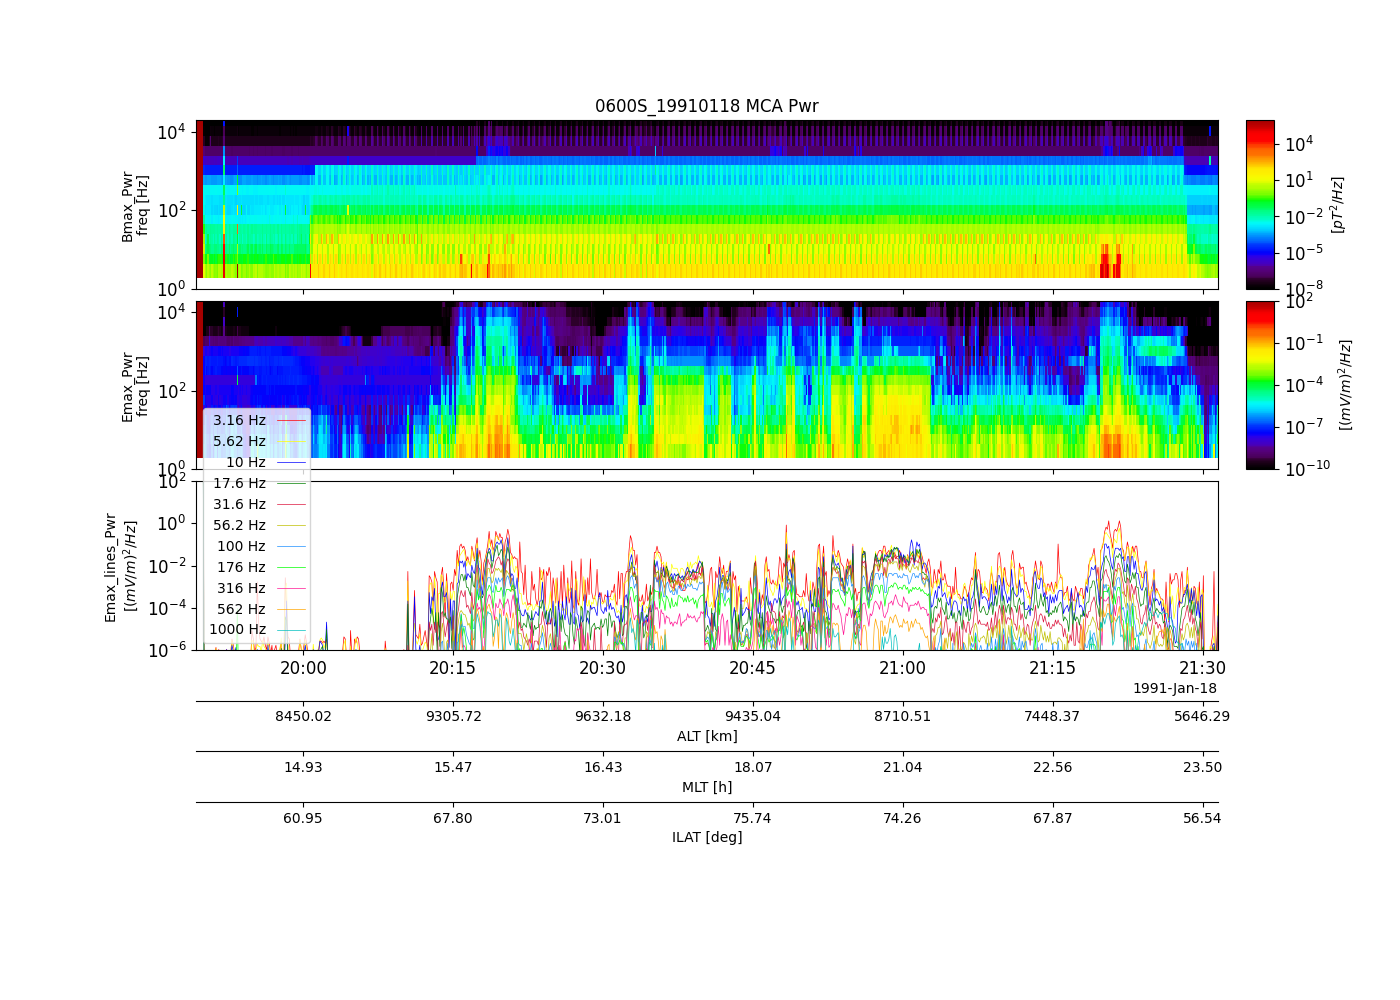 0600S_19910118 MCA Pwr
10^4
10^2
10^0
Bmax_Pwr
freq [Hz]
10^4
10^1
10^-2
10^-5
10^-8
[pT^2/Hz]
10^4
10^2
10^0
Emax_Pwr
freq [Hz]
10^2
10^-1
10^-4
10^-7
10^-10
[(mV/m)^2/Hz]
3.16 Hz
5.62 Hz
10 Hz
17.6 Hz
31.6 Hz
56.2 Hz
100 Hz
176 Hz
316 Hz
562 Hz
1000 Hz
10^2
10^0
10^-2
10^-4
10^-6
Emax_lines_Pwr
[(mV/m)^2/Hz]
20:00 20:15 20:30 20:45 21:00 21:15 21:30
1991-Jan-18
8450.02 9305.72 9632.18 9435.04 8710.51 7448.37 5646.29
ALT [km]
14.93 15.47 16.43 18.07 21.04 22.56 23.50
MLT [h]
60.95 67.80 73.01 75.74 74.26 67.87 56.54
ILAT [deg]